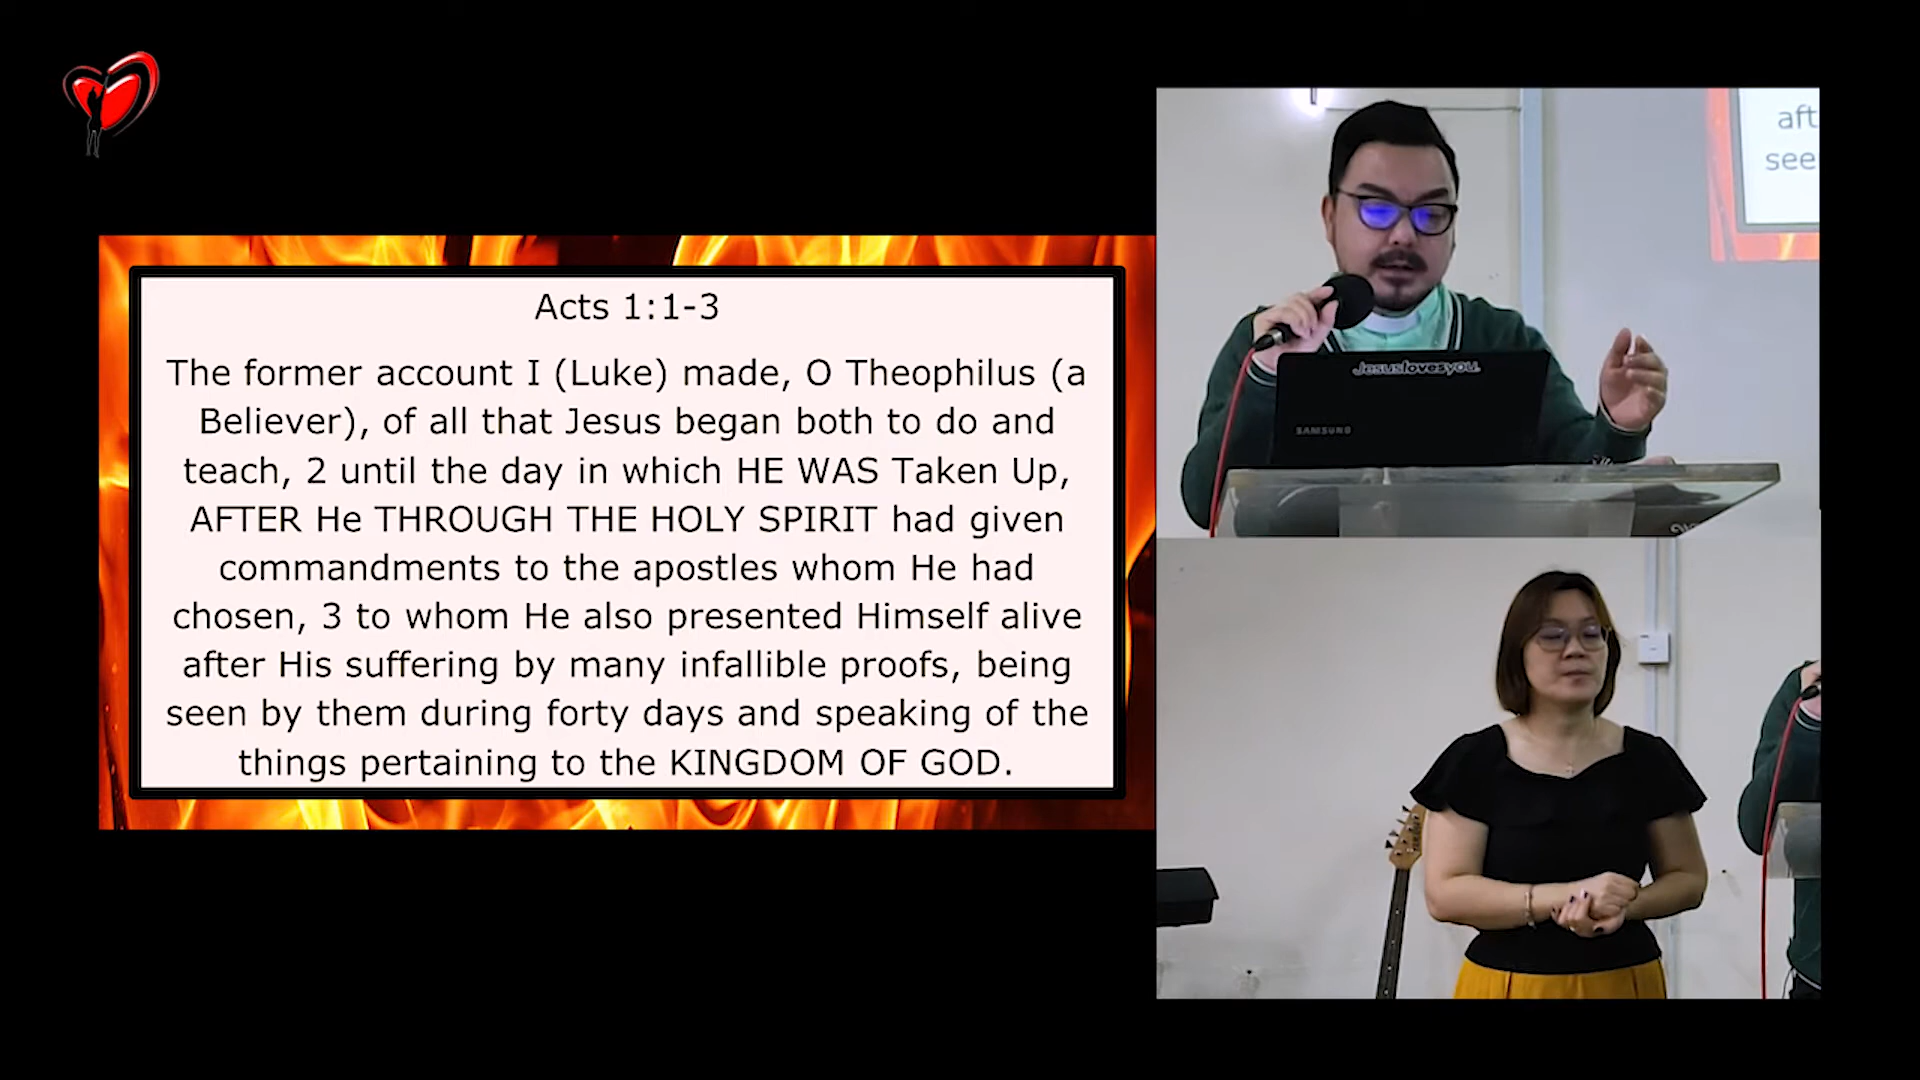 Acts 1:1-3
The former account I (Luke) made, O Theophilus (a
Believer), of all that Jesus began both to do and
teach, 2 until the day in which HE WAS Taken Up,
AFTER He THROUGH THE HOLY SPIRIT had given
commandments to the apostles whom He had
chosen, 3 to whom He also presented Himself alive
after His suffering by many infallible proofs, being
seen by them during forty days and speaking of the
things pertaining to the KINGDOM OF GOD.
aft
see
Jesuslovesyou.
SAMSUNG